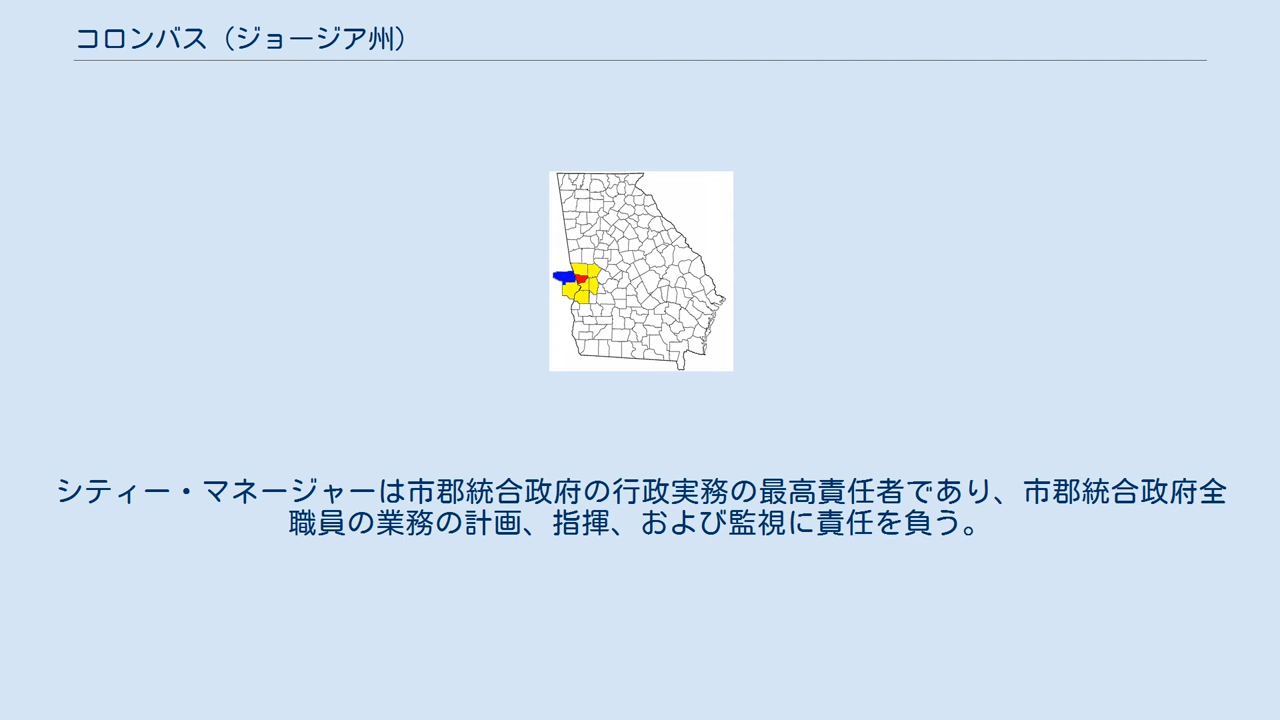 コロンバス（ジョージア州）
シティー・マネージャーは市郡統合政府の行政実務の最高責任者であり、市郡統合政府全
職員の業務の計画、指揮、および監視に責任を負う。